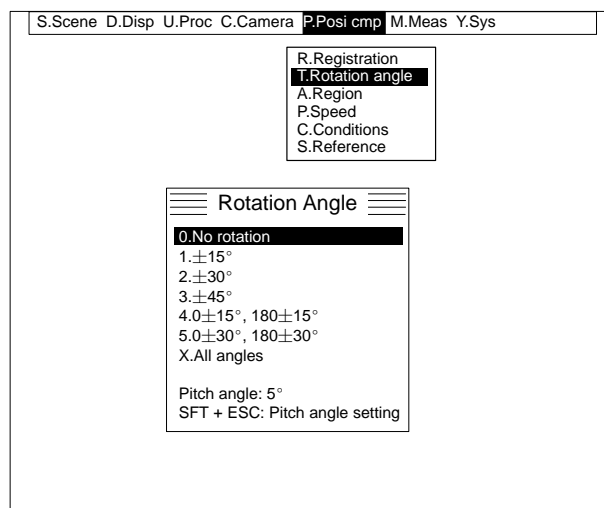 S.Scene D.Disp U.Proc C.Camera P.Posi cmp M.Meas Y.Sys
R.Registration
T.Rotation angle
A.Region
P.Speed
C.Conditions
S.Reference
Rotation Angle
0.No rotation
1.±15°
2.±30°
3.±45°
4.0±15°, 180±15°
5.0±30°, 180±30°
X.All angles
Pitch angle: 5°
SFT + ESC: Pitch angle setting